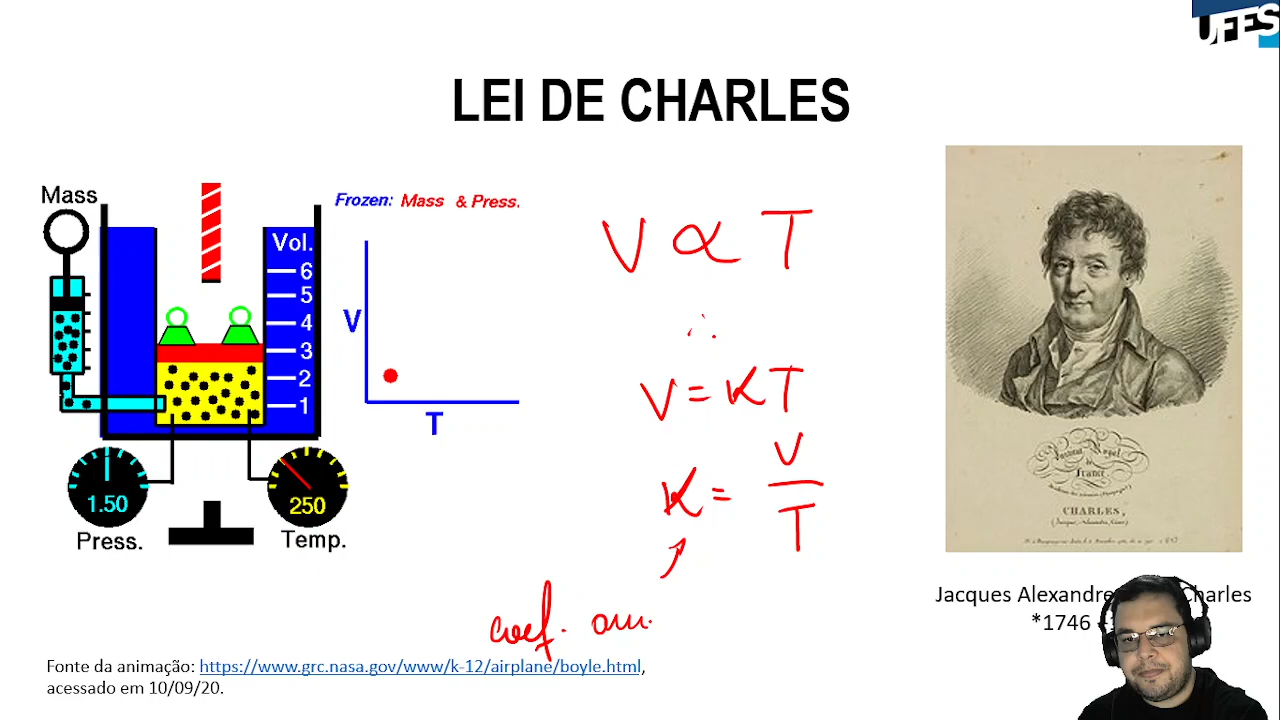 UFES
LEI DE CHARLES
Mass
Frozen: Mass & Press.
Vol.
6
5
4
3
2
1
V
T
1.50
Press.
250
Temp.
V ∝ T
∴
V = K T
K = V / T
coef.
CHARLES,
Jacques Alexandre Charles
*1746
Fonte da animação: https://www.grc.nasa.gov/www/k-12/airplane/boyle.html,
acessado em 10/09/20.